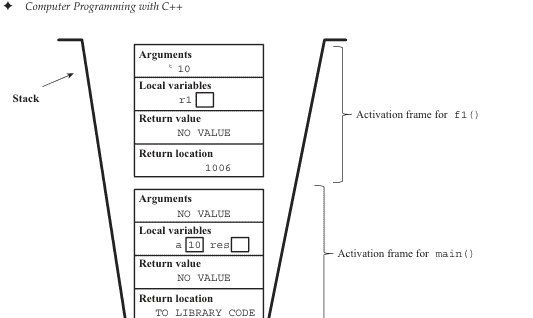 Computer Programming with C++
Arguments
10
Local variables
r1
Return value
NO VALUE
Return location
1006
Stack
Activation frame for f1()
Arguments
NO VALUE
Local variables
a 10 res
Return value
NO VALUE
Return location
TO LIBRARY CODE
Activation frame for main()